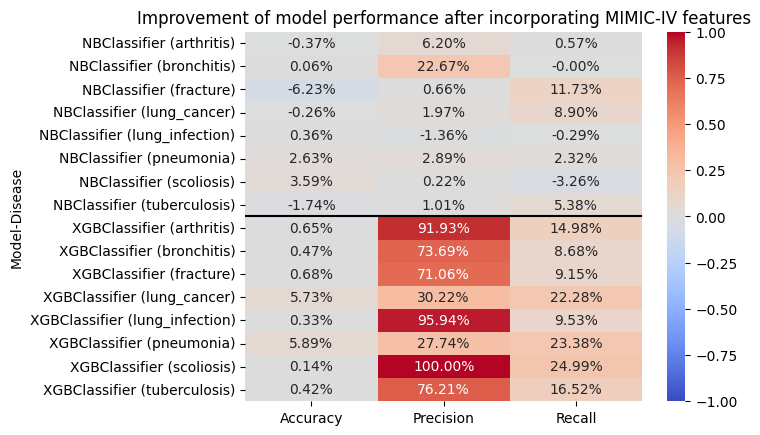 Improvement of model performance after incorporating MIMIC-IV features
Model-Disease
NBClassifier (arthritis) -0.37% 6.20% 0.57%
NBClassifier (bronchitis) 0.06% 22.67% -0.00%
NBClassifier (fracture) -6.23% 0.66% 11.73%
NBClassifier (lung_cancer) -0.26% 1.97% 8.90%
NBClassifier (lung_infection) 0.36% -1.36% -0.29%
NBClassifier (pneumonia) 2.63% 2.89% 2.32%
NBClassifier (scoliosis) 3.59% 0.22% -3.26%
NBClassifier (tuberculosis) -1.74% 1.01% 5.38%
XGBClassifier (arthritis) 0.65% 91.93% 14.98%
XGBClassifier (bronchitis) 0.47% 73.69% 8.68%
XGBClassifier (fracture) 0.68% 71.06% 9.15%
XGBClassifier (lung_cancer) 5.73% 30.22% 22.28%
XGBClassifier (lung_infection) 0.33% 95.94% 9.53%
XGBClassifier (pneumonia) 5.89% 27.74% 23.38%
XGBClassifier (scoliosis) 0.14% 100.00% 24.99%
XGBClassifier (tuberculosis) 0.42% 76.21% 16.52%
Accuracy Precision Recall
1.00
0.75
0.50
0.25
0.00
−0.25
−0.50
−0.75
−1.00